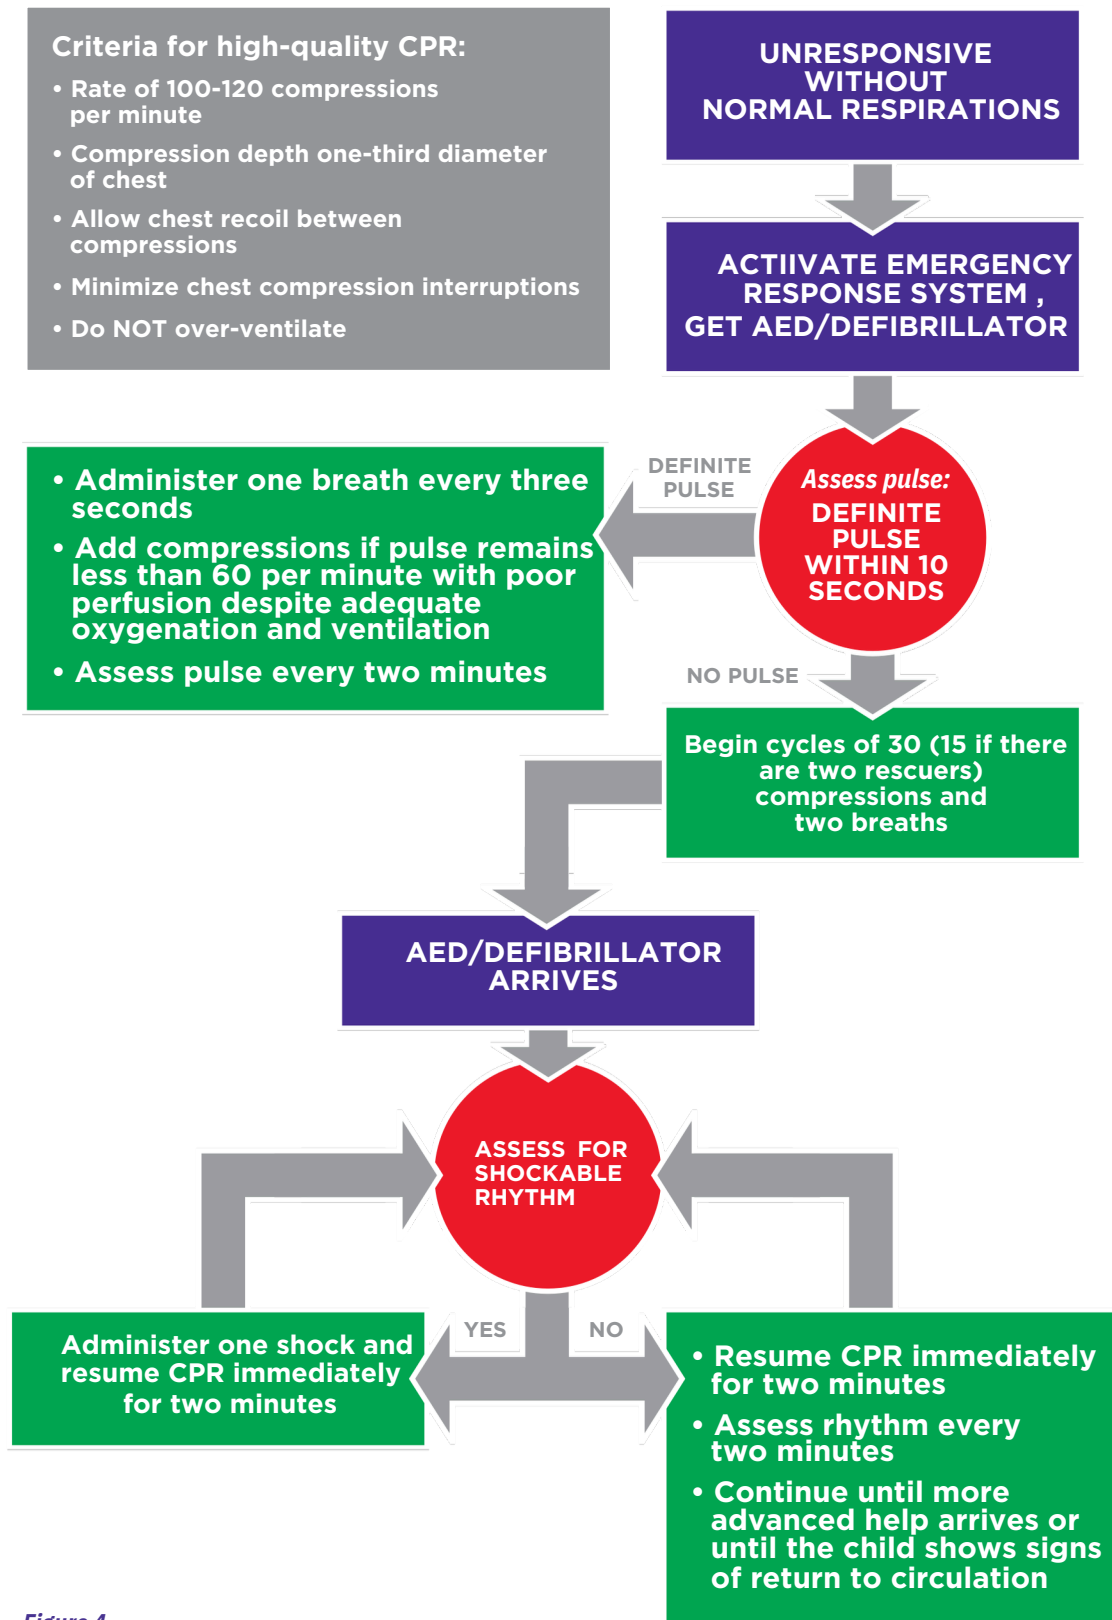 Criteria for high-quality CPR:
• Rate of 100-120 compressions
per minute
• Compression depth one-third diameter
of chest
• Allow chest recoil between
compressions
• Minimize chest compression interruptions
• Do NOT over-ventilate
UNRESPONSIVE
WITHOUT
NORMAL RESPIRATIONS
ACTIIVATE EMERGENCY
RESPONSE SYSTEM ,
GET AED/DEFIBRILLATOR
Assess pulse:
DEFINITE
PULSE
WITHIN 10
SECONDS
DEFINITE
PULSE
• Administer one breath every three
seconds
• Add compressions if pulse remains
less than 60 per minute with poor
perfusion despite adequate
oxygenation and ventilation
• Assess pulse every two minutes
NO PULSE
Begin cycles of 30 (15 if there
are two rescuers)
compressions and
two breaths
AED/DEFIBRILLATOR
ARRIVES
ASSESS FOR
SHOCKABLE
RHYTHM
YES
NO
Administer one shock and
resume CPR immediately
for two minutes
• Resume CPR immediately
for two minutes
• Assess rhythm every
two minutes
• Continue until more
advanced help arrives or
until the child shows signs
of return to circulation
Figure 4